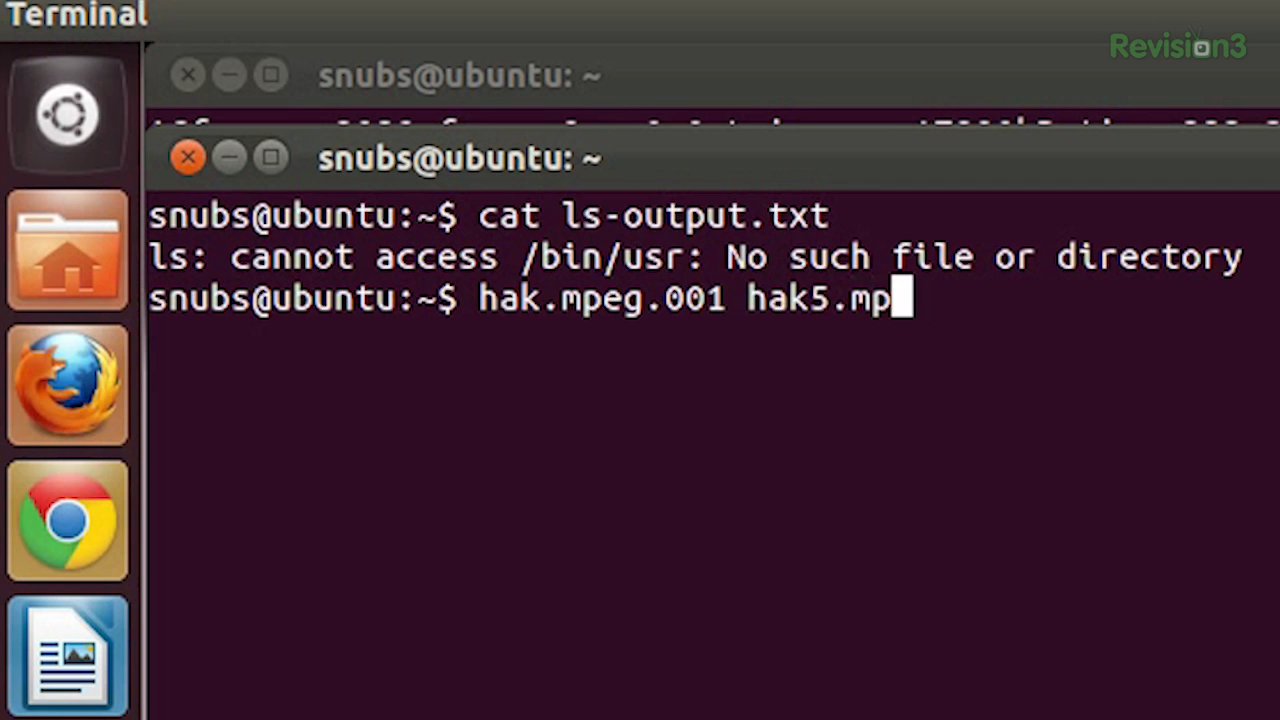 Terminal
Revision3
snubs@ubuntu: ~
snubs@ubuntu: ~
snubs@ubuntu:~$ cat ls-output.txt
ls: cannot access /bin/usr: No such file or directory
snubs@ubuntu:~$ hak.mpeg.001 hak5.mp